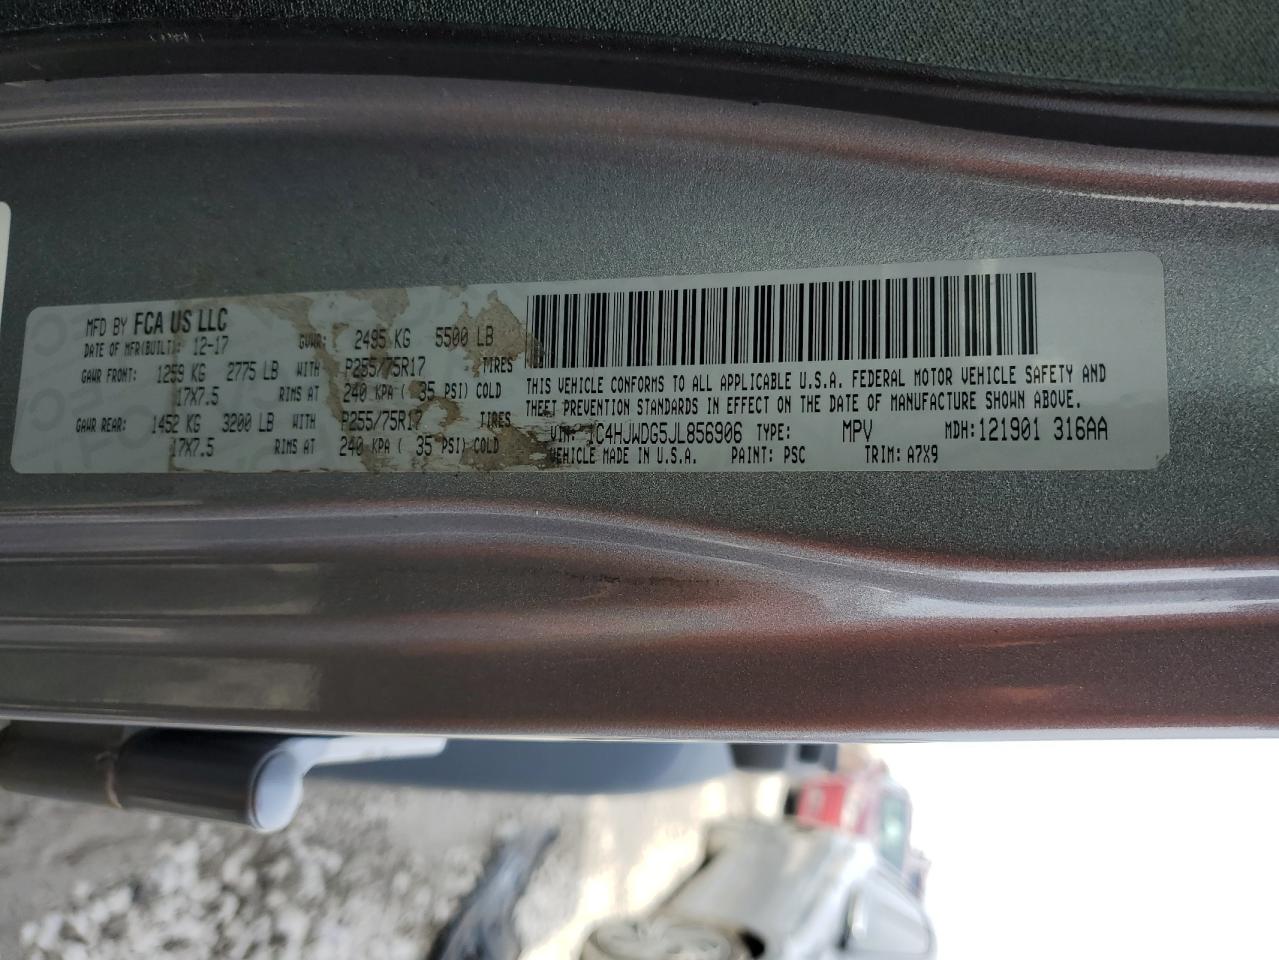 MFD BY FCA US LLC
DATE OF MFR(BUILT): 12-17 GVWR: 2495 KG 5500 LB
GAWR FRONT: 1259 KG 2775 LB WITH P255/75R17 TIRES
17X7.5 RIMS AT 240 KPA ( 35 PSI) COLD
GAWR REAR: 1452 KG 3200 LB WITH P255/75R17 TIRES
17X7.5 RIMS AT 240 KPA ( 35 PSI) COLD
THIS VEHICLE CONFORMS TO ALL APPLICABLE U.S.A. FEDERAL MOTOR VEHICLE SAFETY AND
THEFT PREVENTION STANDARDS IN EFFECT ON THE DATE OF MANUFACTURE SHOWN ABOVE.
VIN: 1C4HJWDG5JL856906 TYPE: MPV MDH: 121901 316AA
VEHICLE MADE IN U.S.A. PAINT: PSC TRIM: A7X9